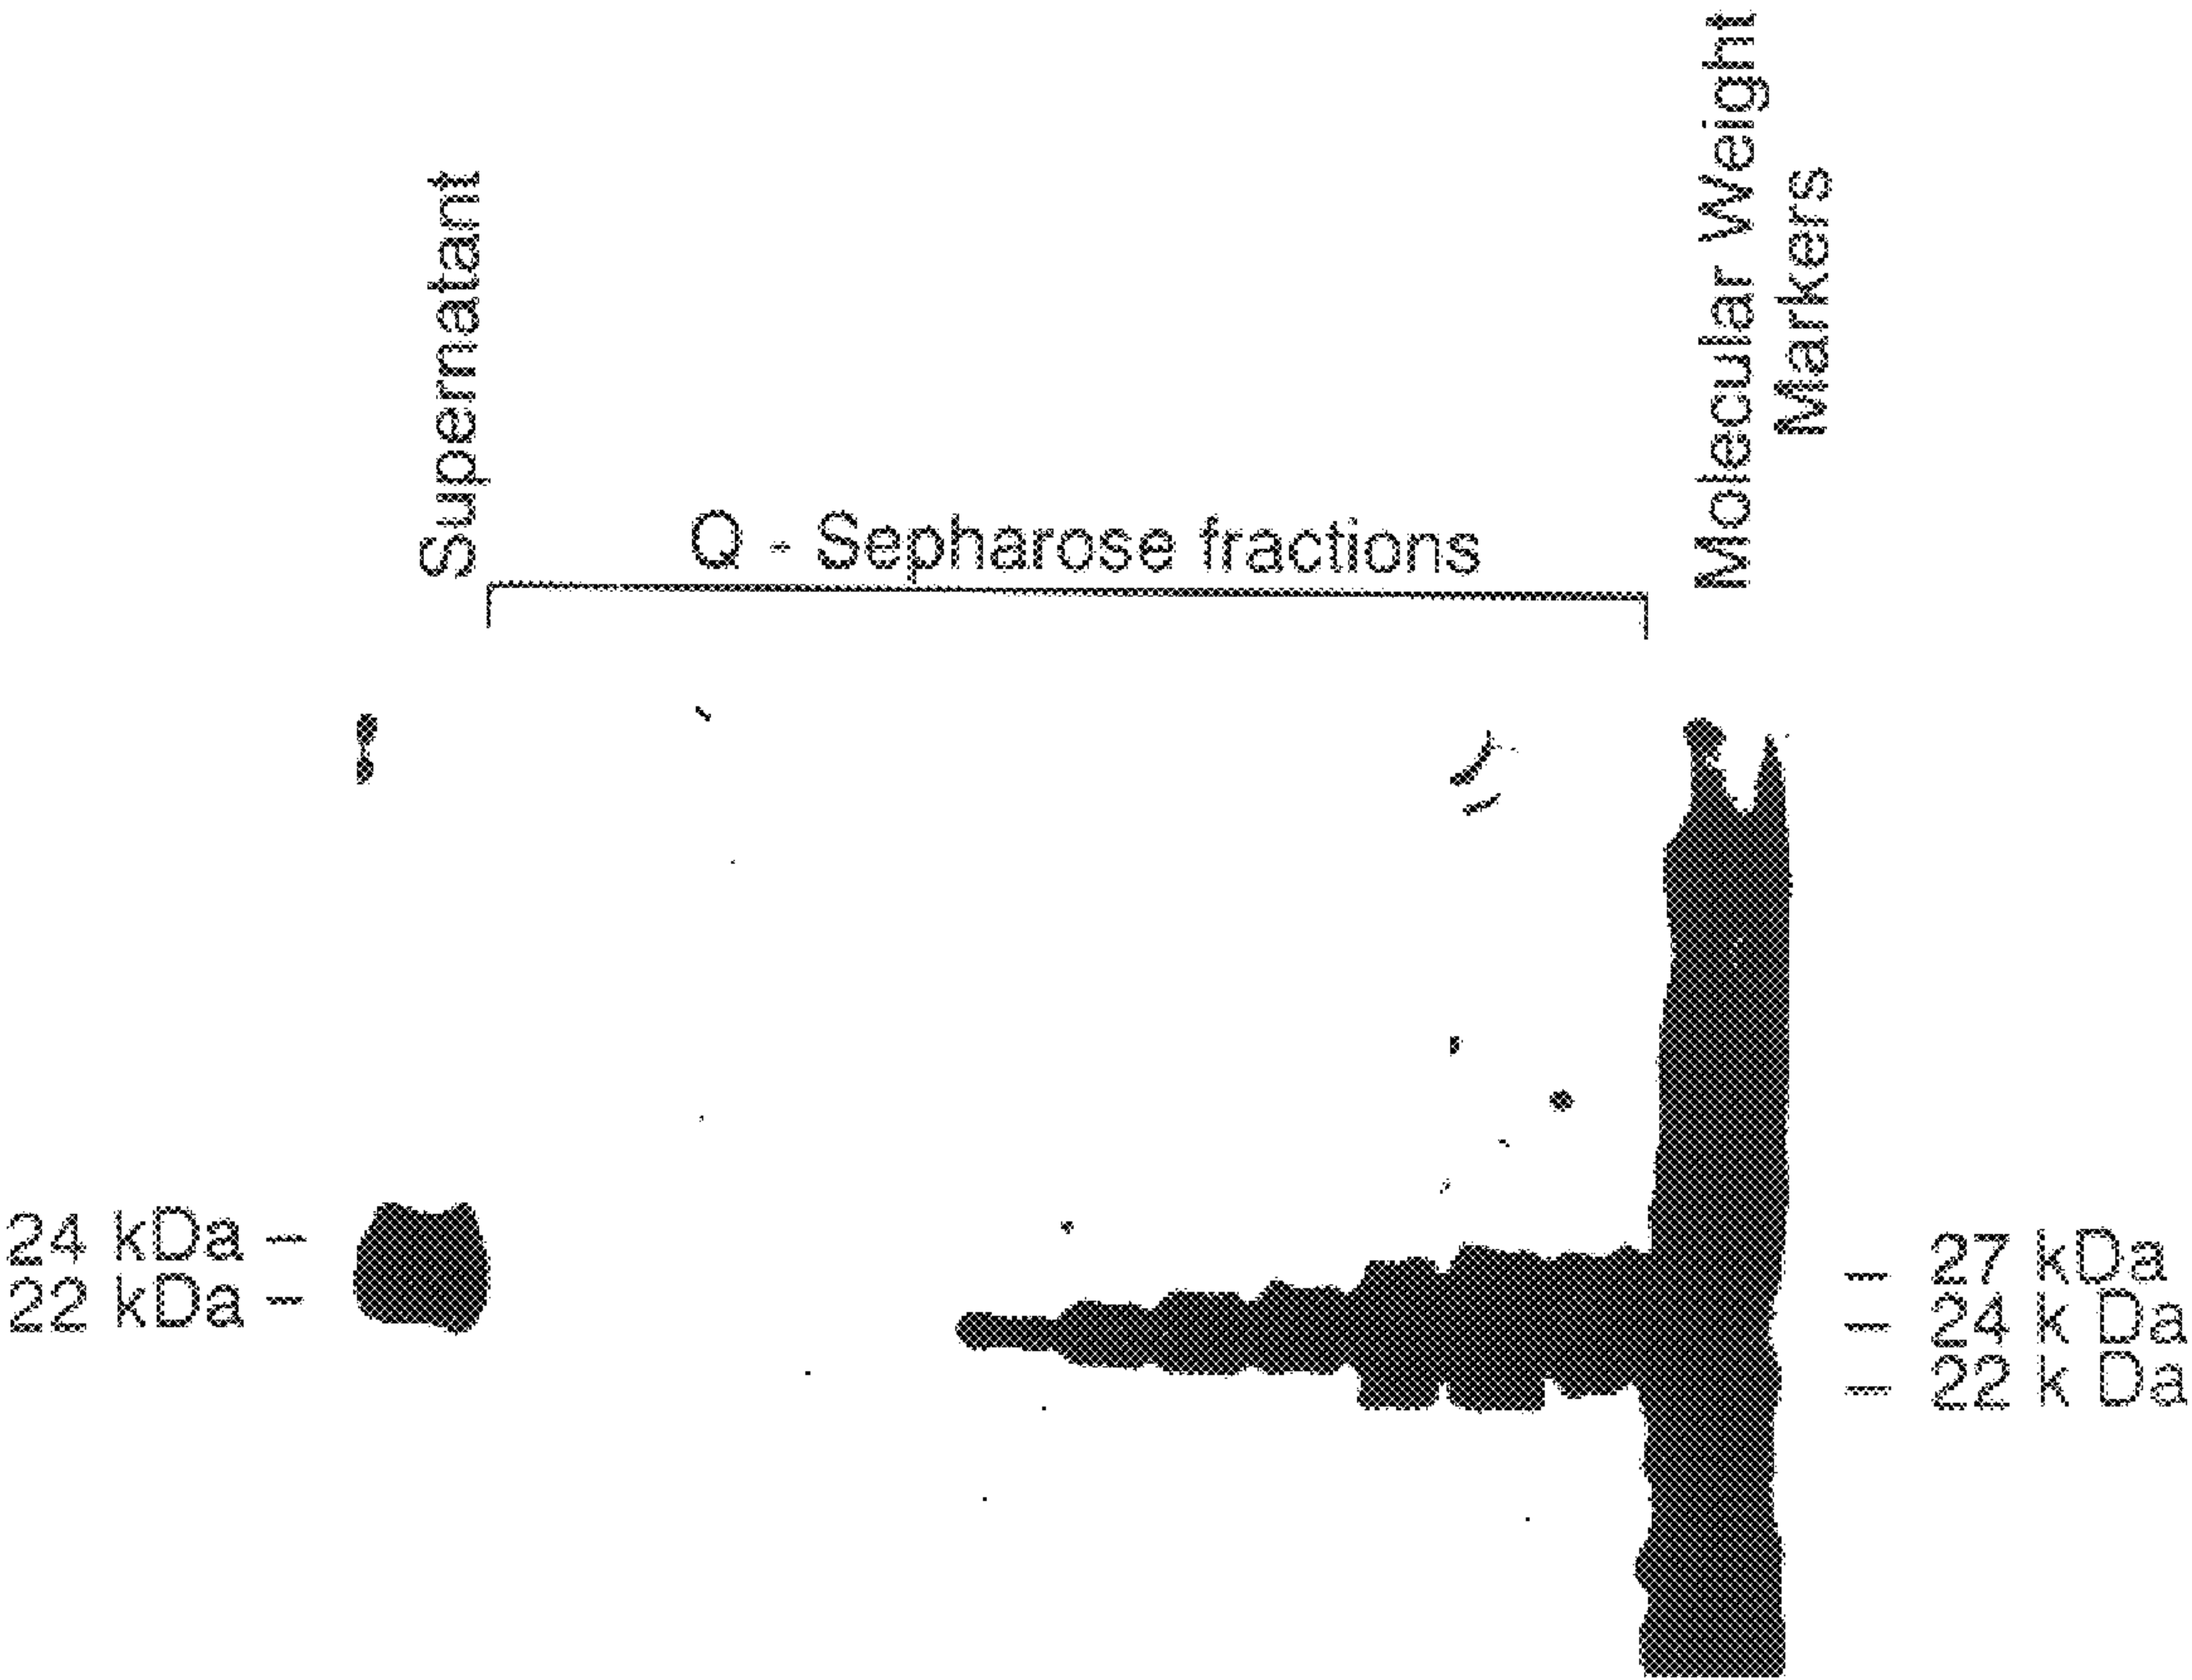 Supernatant
Q - Sepharose fractions
Molecular Weight
Markers
24 kDa –
22 kDa –
– 27 kDa
– 24 k Da
– 22 k Da